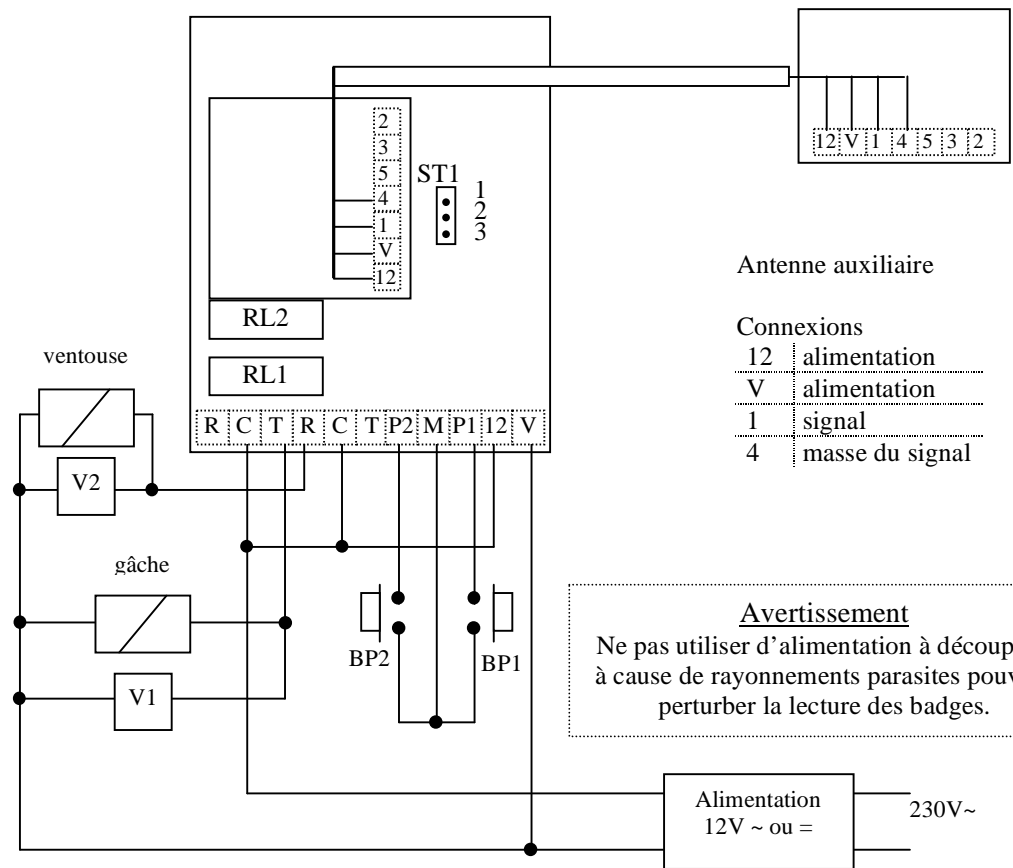 2
3
5
4
1
V
12
ST1
1
2
3
12 V 1 4 5 3 2
RL2
RL1
R C T R C T P2 M P1 12 V
ventouse
V2
gâche
V1
BP2
BP1
Antenne auxiliaire
Connexions
12 alimentation
V alimentation
1 signal
4 masse du signal
Avertissement
Ne pas utiliser d'alimentation à découp
à cause de rayonnements parasites pouv
perturber la lecture des badges.
Alimentation
12V ~ ou =
230V~